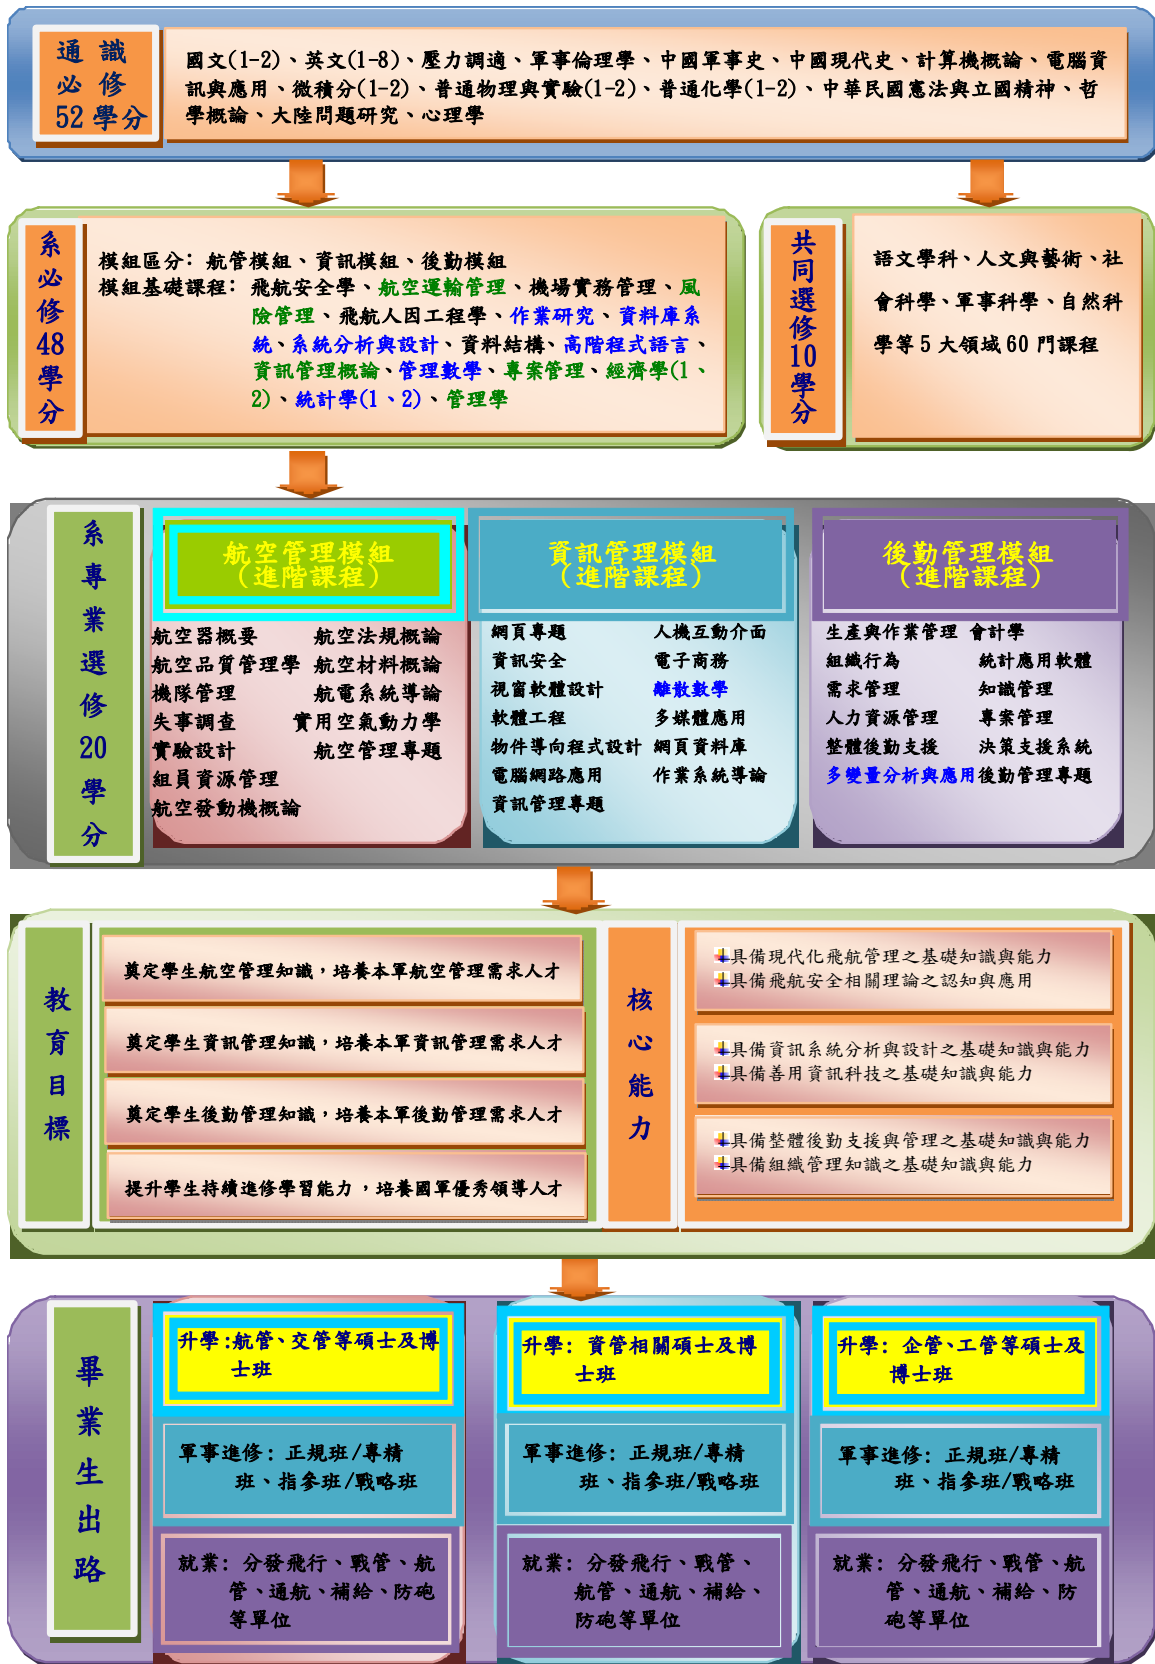 通 識
必 修
52 學分
國文(1-2)、英文(1-8)、壓力調適、軍事倫理學、中國軍事史、中國現代史、計算機概論、電腦資
訊與應用、微積分(1-2)、普通物理與實驗(1-2)、普通化學(1-2)、中華民國憲法與立國精神、哲
學概論、大陸問題研究、心理學
系
必
修
48
學
分
模組區分: 航管模組、資訊模組、後勤模組
模組基礎課程: 飛航安全學、航空運輸管理、機場實務管理、風
險管理、飛航人因工程學、作業研究、資料庫系
統、系統分析與設計、資料結構、高階程式語言、
資訊管理概論、管理數學、專案管理、經濟學(1、
2)、統計學(1、2)、管理學
共
同
選
修
10
學
分
語文學科、人文與藝術、社
會科學、軍事科學、自然科
學等 5 大領域 60 門課程
系
專
業
選
修
20
學
分
航空管理模組
(進階課程)
航空器概要 航空法規概論
航空品質管理學 航空材料概論
機隊管理 航電系統導論
失事調查 實用空氣動力學
實驗設計 航空管理專題
組員資源管理
航空發動機概論
資訊管理模組
(進階課程)
網頁專題 人機互動介面
資訊安全 電子商務
視窗軟體設計 離散數學
軟體工程 多媒體應用
物件導向程式設計 網頁資料庫
電腦網路應用 作業系統導論
資訊管理專題
後勤管理模組
(進階課程)
生產與作業管理 會計學
組織行為 統計應用軟體
需求管理 知識管理
人力資源管理 專案管理
整體後勤支援 決策支援系統
多變量分析與應用 後勤管理專題
教
育
目
標
奠定學生航空管理知識，培養本軍航空管理需求人才
奠定學生資訊管理知識，培養本軍資訊管理需求人才
奠定學生後勤管理知識，培養本軍後勤管理需求人才
提升學生持續進修學習能力，培養國軍優秀領導人才
核
心
能
力
具備現代化飛航管理之基礎知識與能力
具備飛航安全相關理論之認知與應用
具備資訊系統分析與設計之基礎知識與能力
具備善用資訊科技之基礎知識與能力
具備整體後勤支援與管理之基礎知識與能力
具備組織管理知識之基礎知識與能力
畢
業
生
出
路
升學:航管、交管等碩士及博
士班
軍事進修: 正規班/專精
班、指參班/戰略班
就業: 分發飛行、戰管、航
管、通航、補給、防砲
等單位
升學: 資管相關碩士及博
士班
軍事進修: 正規班/專精
班、指參班/戰略班
就業: 分發飛行、戰管、
航管、通航、補給、
防砲等單位
升學: 企管、工管等碩士及
博士班
軍事進修: 正規班/專精
班、指參班/戰略班
就業: 分發飛行、戰管、航
管、通航、補給、防
砲等單位